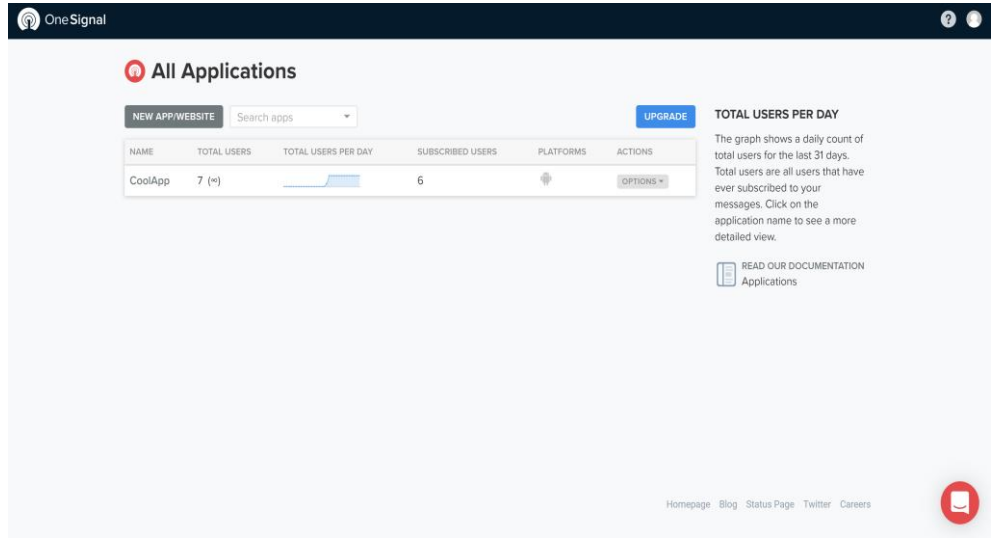 OneSignal
?
All Applications
NEW APP/WEBSITE
Search apps
UPGRADE
NAME TOTAL USERS TOTAL USERS PER DAY SUBSCRIBED USERS PLATFORMS ACTIONS
CoolApp 7 (∞) 6 OPTIONS
TOTAL USERS PER DAY
The graph shows a daily count of
total users for the last 31 days.
Total users are all users that have
ever subscribed to your
messages. Click on the
application name to see a more
detailed view.
READ OUR DOCUMENTATION
Applications
Homepage Blog Status Page Twitter Careers